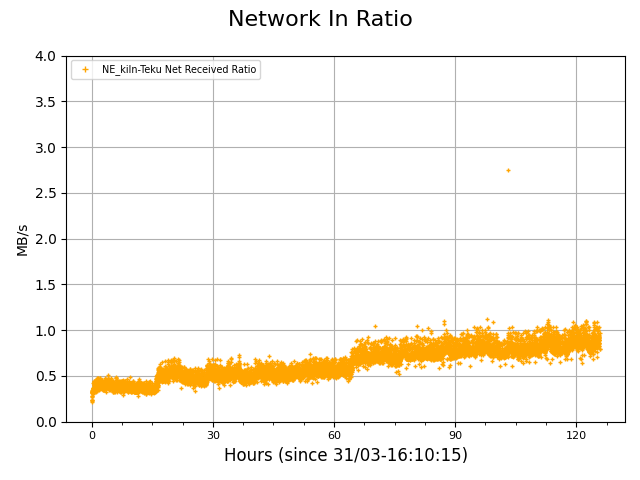 Network In Ratio
4.0
3.5
3.0
2.5
2.0
1.5
1.0
0.5
0.0
MB/s
NE_kiln-Teku Net Received Ratio
0 30 60 90 120
Hours (since 31/03-16:10:15)